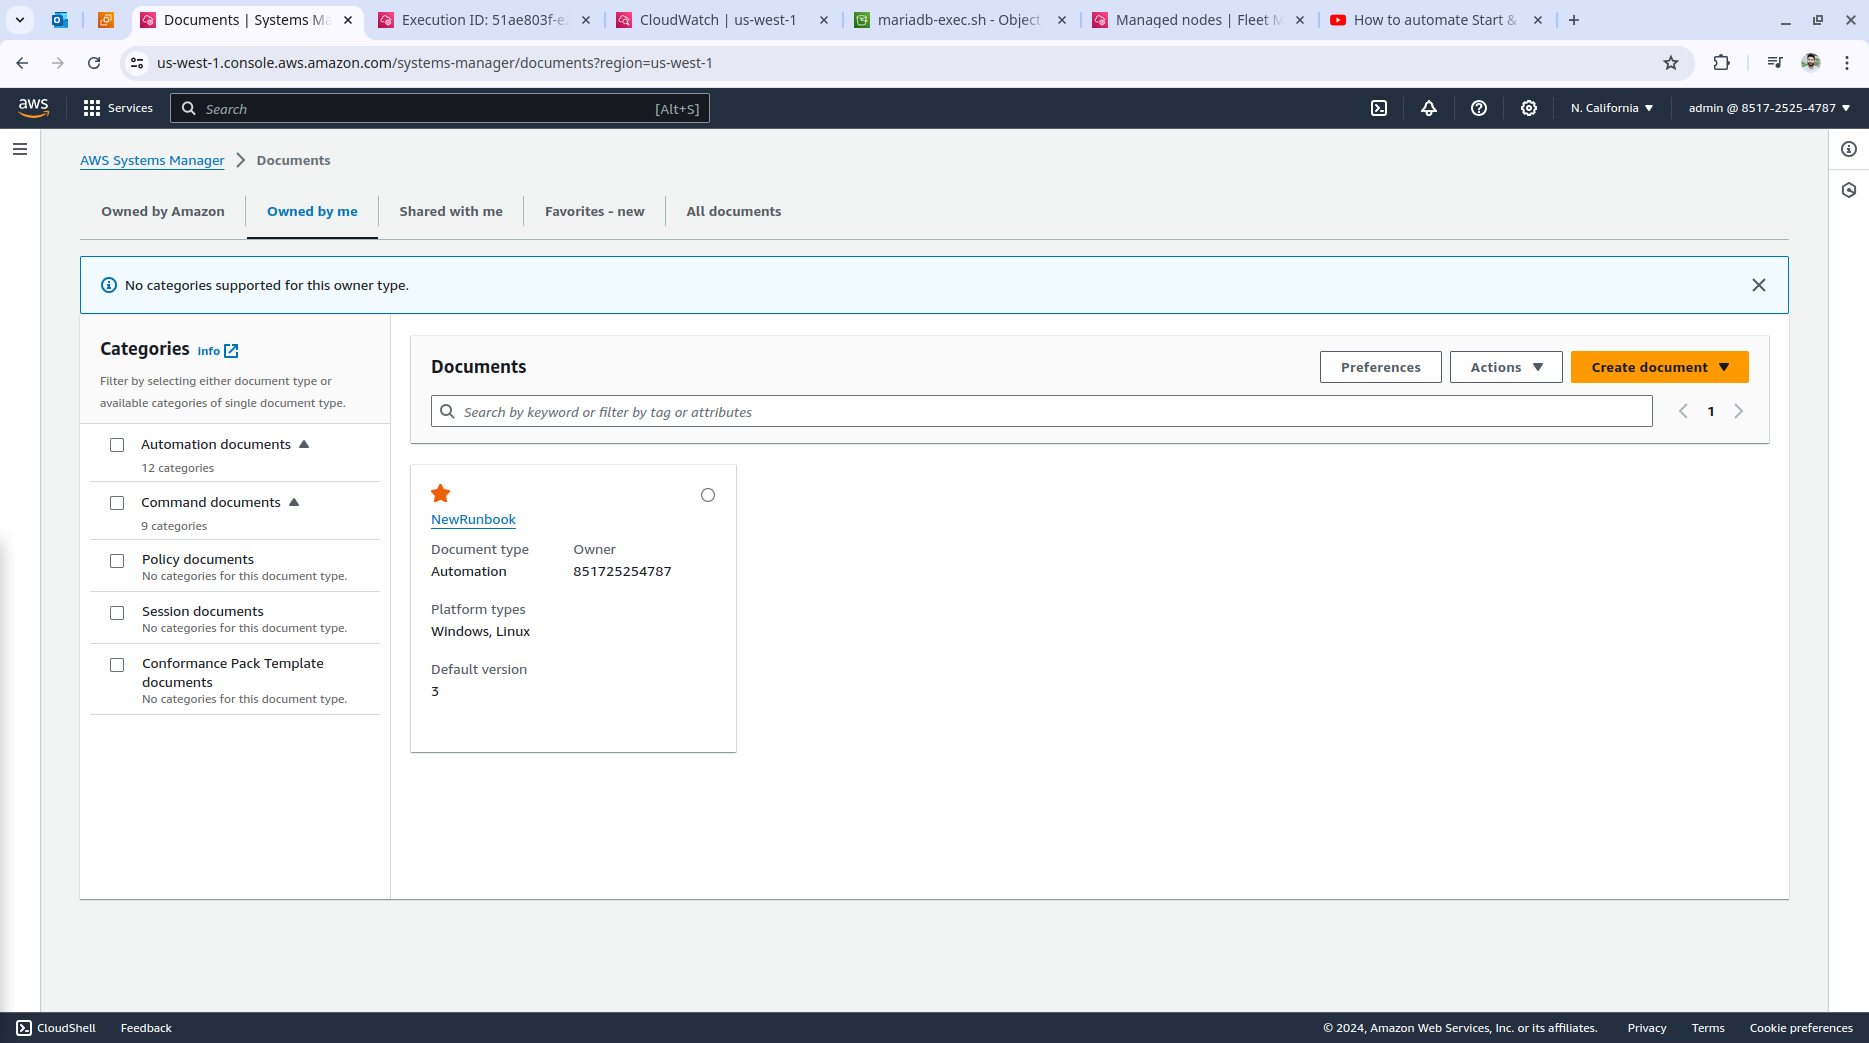 Documents | Systems Ma
Execution ID: 51ae803f-e
CloudWatch | us-west-1
mariadb-exec.sh - Object
Managed nodes | Fleet M
How to automate Start &
us-west-1.console.aws.amazon.com/systems-manager/documents?region=us-west-1
aws
Services
Search
[Alt+S]
N. California
admin @ 8517-2525-4787
AWS Systems Manager
Documents
Owned by Amazon
Owned by me
Shared with me
Favorites - new
All documents
No categories supported for this owner type.
Categories
Info
Filter by selecting either document type or
available categories of single document type.
Automation documents
12 categories
Command documents
9 categories
Policy documents
No categories for this document type.
Session documents
No categories for this document type.
Conformance Pack Template
documents
No categories for this document type.
Documents
Preferences
Actions
Create document
Search by keyword or filter by tag or attributes
1
NewRunbook
Document type
Owner
Automation
851725254787
Platform types
Windows, Linux
Default version
3
CloudShell
Feedback
© 2024, Amazon Web Services, Inc. or its affiliates.
Privacy
Terms
Cookie preferences